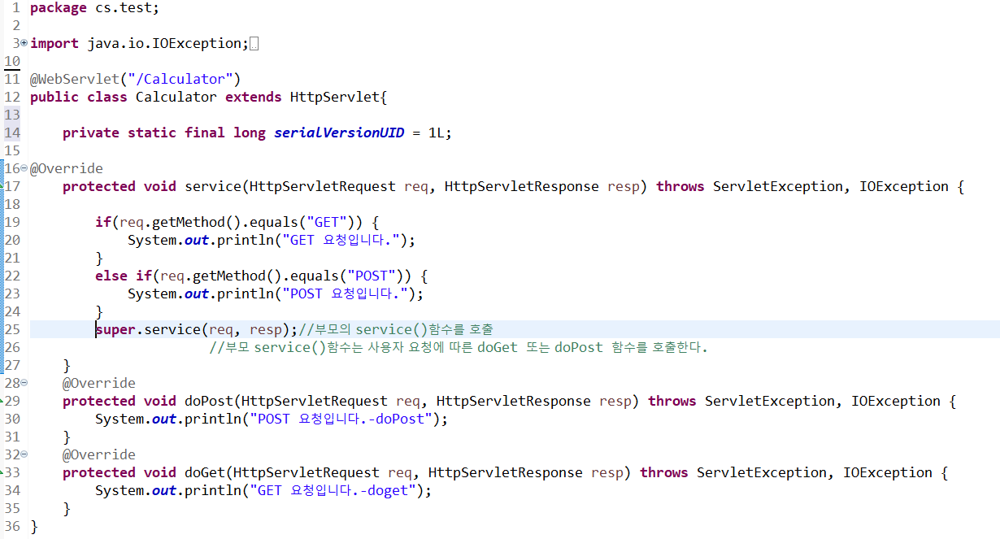 1 package cs.test;
2
3 import java.io.IOException;
10
11 @WebServlet("/Calculator")
12 public class Calculator extends HttpServlet{
13
14 private static final long serialVersionUID = 1L;
15
16 @Override
17 protected void service(HttpServletRequest req, HttpServletResponse resp) throws ServletException, IOException {
18
19 if(req.getMethod().equals("GET")) {
20 System.out.println("GET 요청입니다.");
21 }
22 else if(req.getMethod().equals("POST")) {
23 System.out.println("POST 요청입니다.");
24 }
25 super.service(req, resp);//부모의 service()함수를 호출
26 //부모 service()함수는 사용자 요청에 따른 doGet 또는 doPost 함수를 호출한다.
27 }
28 @Override
29 protected void doPost(HttpServletRequest req, HttpServletResponse resp) throws ServletException, IOException {
30 System.out.println("POST 요청입니다.-doPost");
31 }
32 @Override
33 protected void doGet(HttpServletRequest req, HttpServletResponse resp) throws ServletException, IOException {
34 System.out.println("GET 요청입니다.-doget");
35 }
36 }